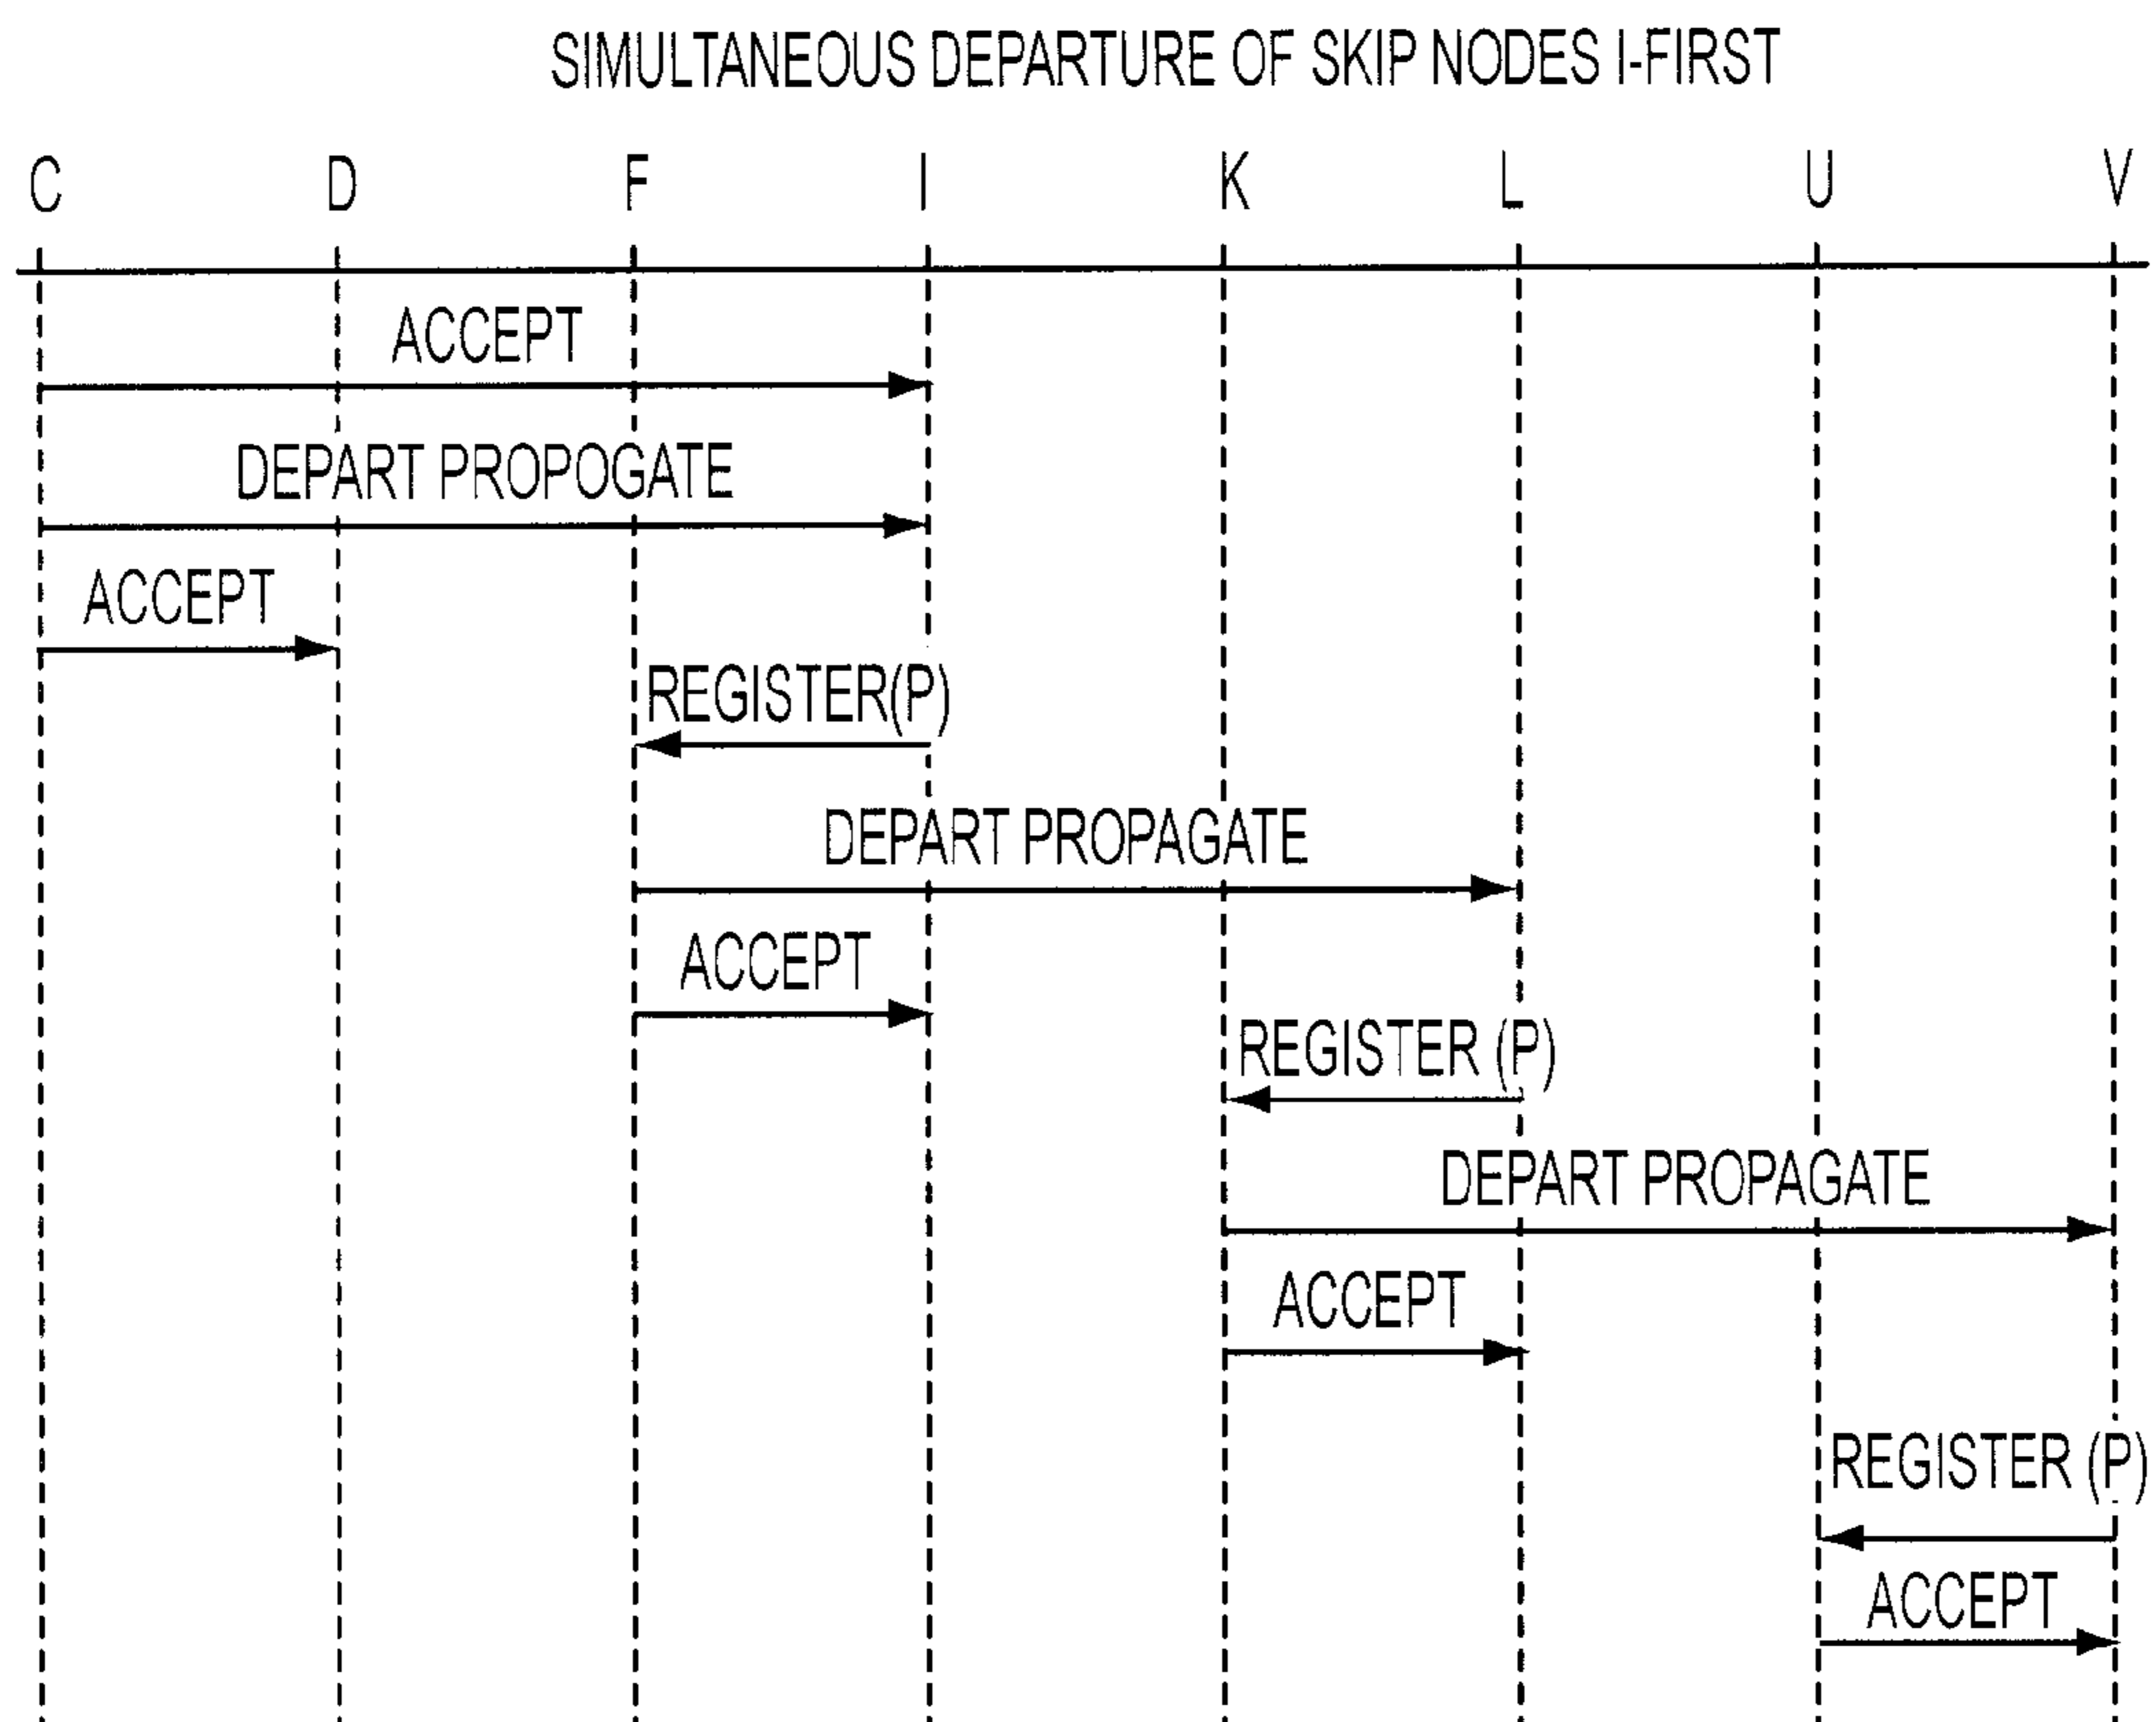 SIMULTANEOUS DEPARTURE OF SKIP NODES I-FIRST
C D F I K L U V
ACCEPT
DEPART PROPOGATE
ACCEPT
REGISTER(P)
DEPART PROPAGATE
ACCEPT
REGISTER (P)
DEPART PROPAGATE
ACCEPT
REGISTER (P)
ACCEPT